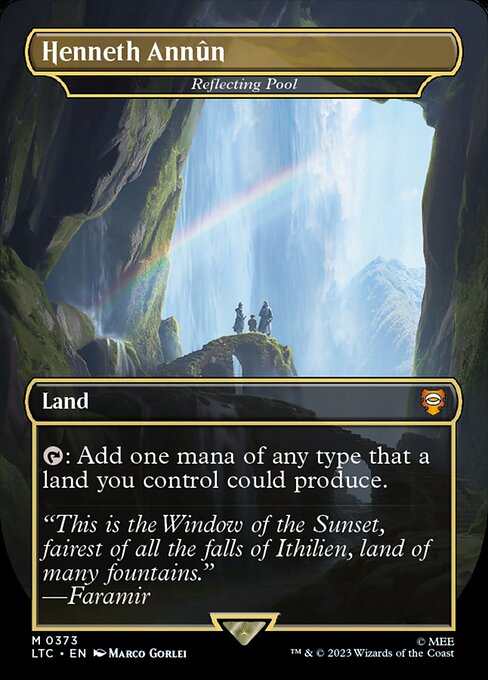 Henneth Annûn
Reflecting Pool
Land
: Add one mana of any type that a
land you control could produce.
“This is the Window of the Sunset,
fairest of all the falls of Ithilien, land of
many fountains.”
—Faramir
M 0373
LTC • EN Marco Gorlei
© MEE
™ & © 2023 Wizards of the Coast